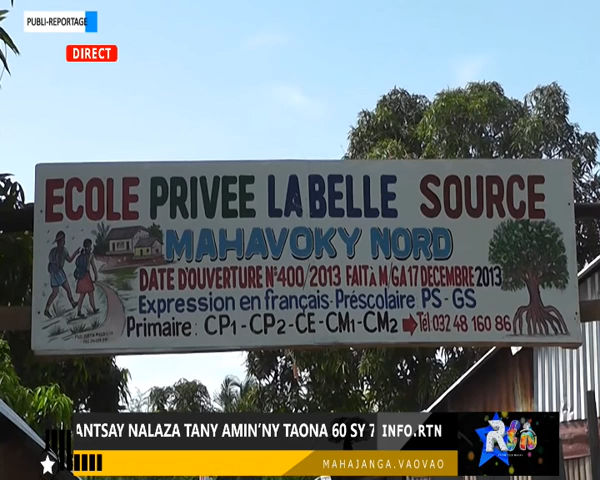 PUBLI-REPORTAGE
DIRECT
ECOLE PRIVEE LA BELLE SOURCE
MAHAVOKY NORD
DATE D'OUVERTURE N°400/2013 FAIT À M/GA 17 DECEMBRE 2013
Expression en français-Préscolaire PS-GS
Primaire: CP1-CP2-CE-CM1-CM2 Tél 032 48 160 86
ANTSAY NALAZA TANY AMIN'NY TAONA 60 SY 7 INFO.RTN
RTN
MAHAJANGA.VAOVAO